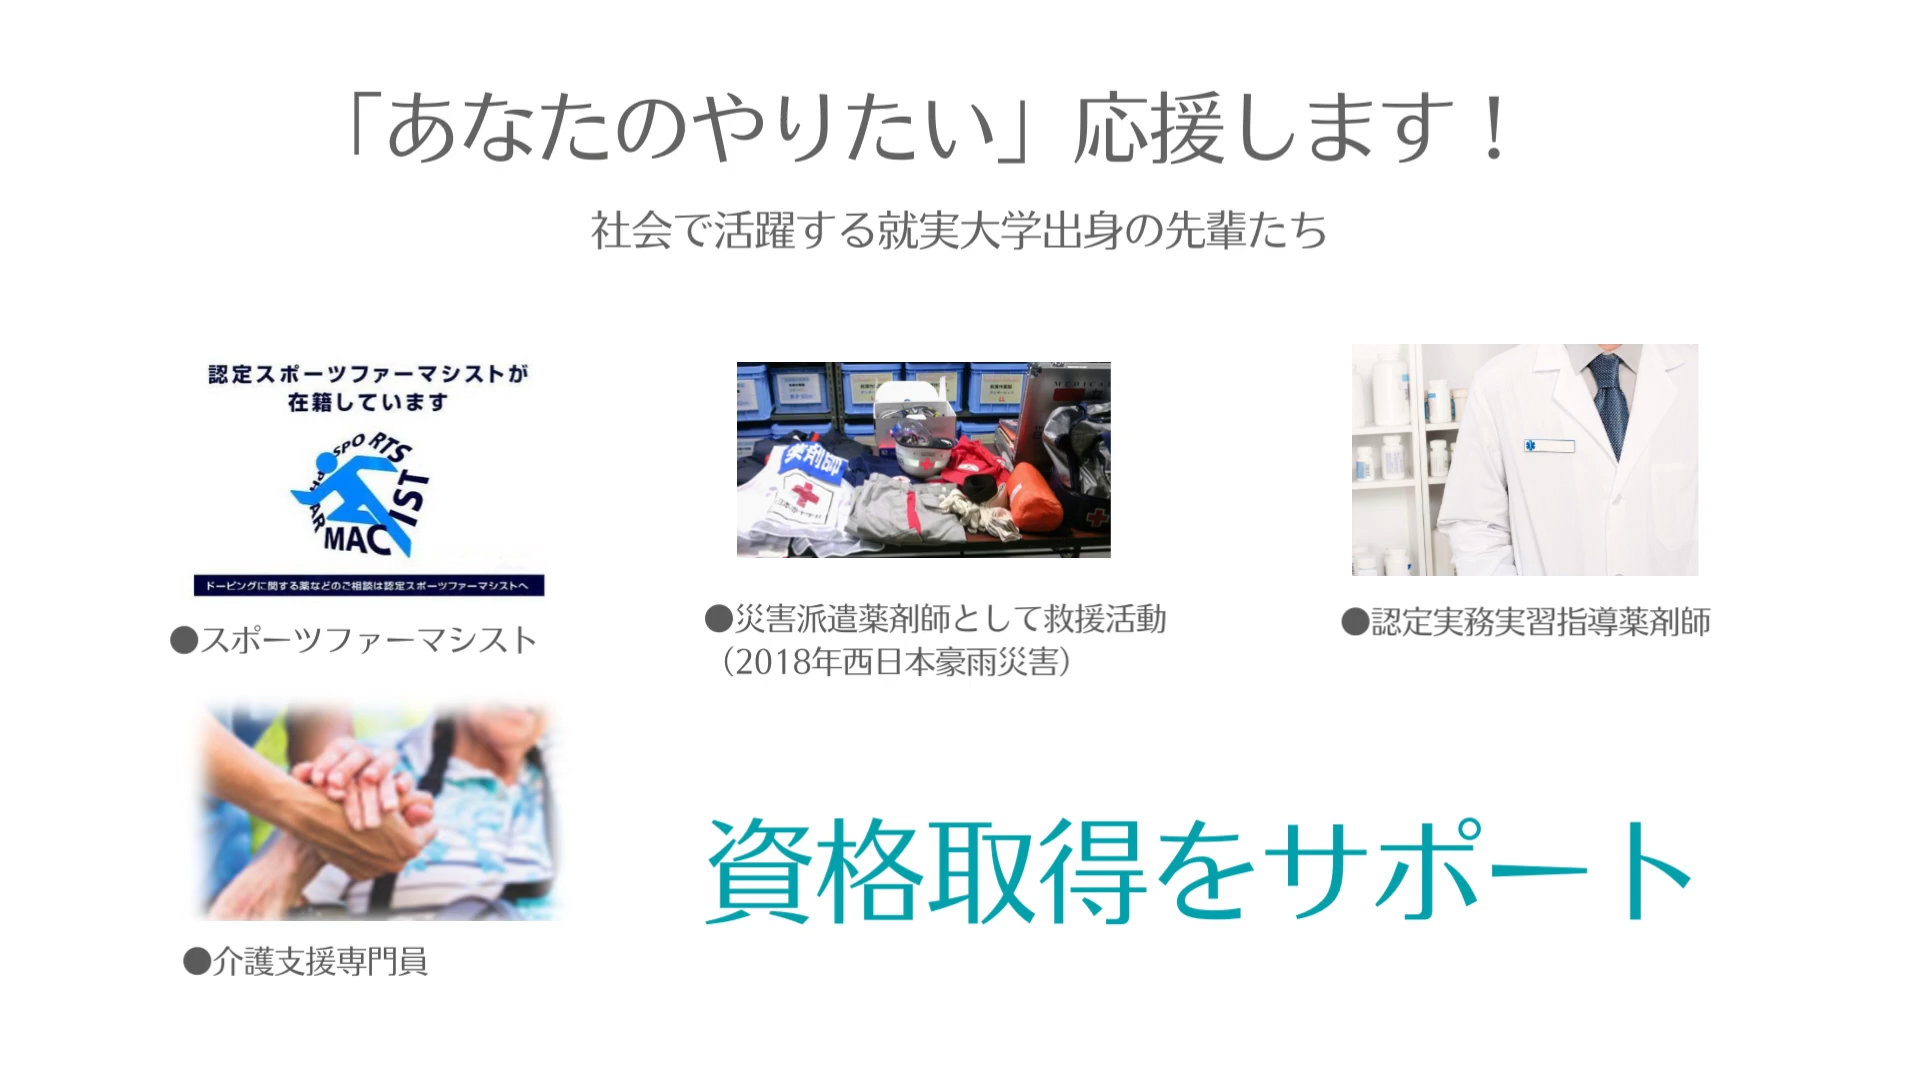 「あなたのやりたい」応援します！
社会で活躍する就実大学出身の先輩たち
認定スポーツファーマシストが
在籍しています
SPORTS
PHARMACIST
ドーピングに関する薬などのご相談は認定スポーツファーマシストへ
●スポーツファーマシスト
薬剤師
●災害派遣薬剤師として救援活動
（2018年西日本豪雨災害）
●認定実務実習指導薬剤師
●介護支援専門員
資格取得をサポート